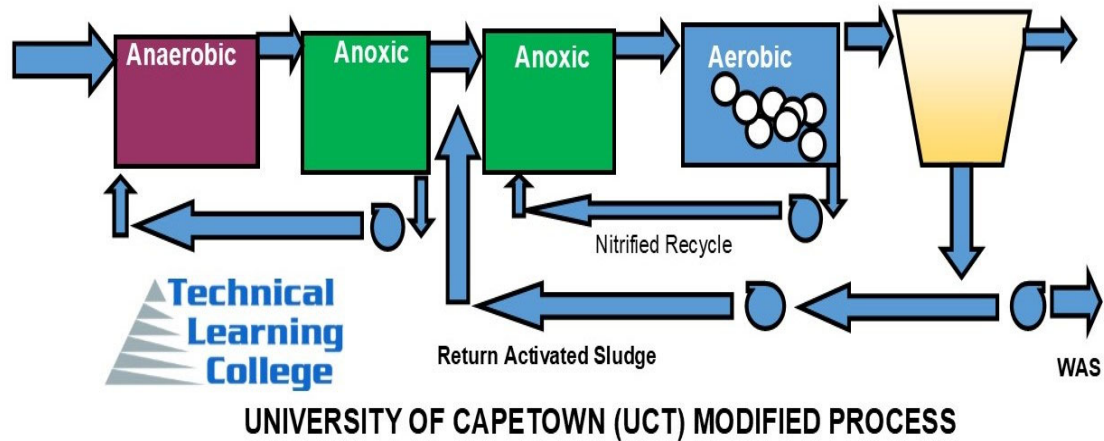 Anaerobic
Anoxic
Anoxic
Aerobic
Nitrified Recycle
Technical
Learning
College
Return Activated Sludge
WAS
UNIVERSITY OF CAPETOWN (UCT) MODIFIED PROCESS